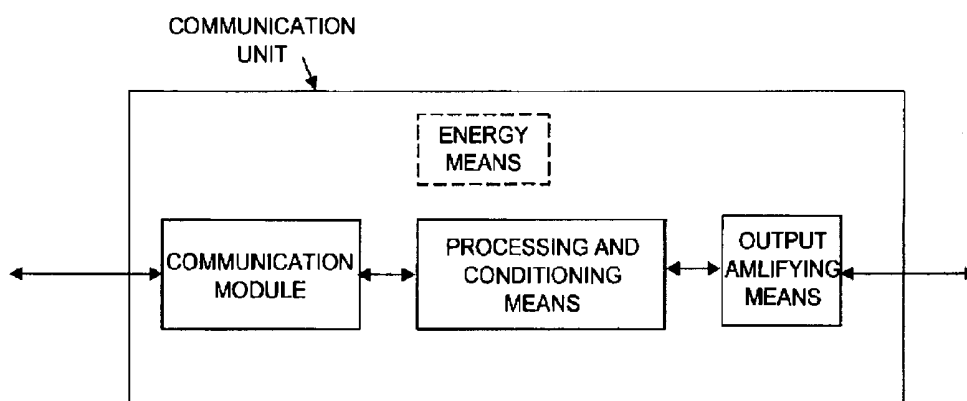 COMMUNICATION
UNIT
ENERGY
MEANS
COMMUNICATION
MODULE
PROCESSING AND
CONDITIONING
MEANS
OUTPUT
AMLIFYING
MEANS